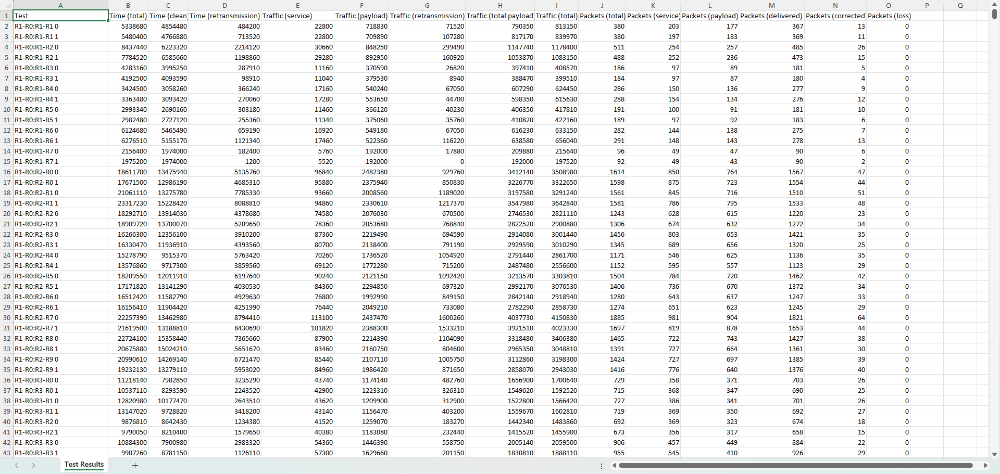 A B C D E F G H I J K L M N O P Q
1 Test Time (total) Time (clean) Time (retransmission) Traffic (service) Traffic (payload) Traffic (retransmission) Traffic (total payload) Traffic (total) Packets (total) Packets (service) Packets (payload) Packets (delivered) Packets (corrected) Packets (loss)
2 R1-R0:R1-R1 0 5338680 4854480 484200 22800 718830 71520 790350 813150 380 203 177 367 13 0
3 R1-R0:R1-R1 1 5480400 4766880 713520 22800 709890 107280 817170 839970 380 197 183 369 11 0
4 R1-R0:R1-R2 0 8437440 6223320 2214120 30660 848250 299490 1147740 1178400 511 254 257 485 26 0
5 R1-R0:R1-R2 1 7784520 6585660 1198860 29280 892950 160920 1053870 1083150 488 252 236 473 15 0
6 R1-R0:R1-R3 0 4283160 3995250 287910 11160 370590 26820 397410 408570 186 97 89 181 5 0
7 R1-R0:R1-R3 1 4192500 4093590 98910 11040 379530 8940 388470 399510 184 97 87 180 4 0
8 R1-R0:R1-R4 0 3424500 3058260 366240 17160 540240 67050 607290 624450 286 150 136 277 9 0
9 R1-R0:R1-R4 1 3363480 3093420 270060 17280 553650 44700 598350 615630 288 154 134 276 12 0
10 R1-R0:R1-R5 0 2993340 2690160 303180 11460 366120 40230 406350 417810 191 100 91 181 10 0
11 R1-R0:R1-R5 1 2982480 2727120 255360 11340 375060 35760 410820 422160 189 97 92 183 6 0
12 R1-R0:R1-R6 0 6124680 5465490 659190 16920 549180 67050 616230 633150 282 144 138 275 7 0
13 R1-R0:R1-R6 1 6276510 5155170 1121340 17460 522360 116220 638580 656040 291 148 143 278 13 0
14 R1-R0:R1-R7 0 2156400 1974000 182400 5760 192000 17880 209880 215640 96 49 47 90 6 0
15 R1-R0:R1-R7 1 1975200 1974000 1200 5520 192000 0 192000 197520 92 49 43 90 2 0
16 R1-R0:R2-R0 0 18611700 13475940 5135760 96840 2482380 929760 3412140 3508980 1614 850 764 1567 47 0
17 R1-R0:R2-R0 1 17671500 12986190 4685310 95880 2375940 850830 3226770 3322650 1598 875 723 1554 44 0
18 R1-R0:R2-R1 0 21061110 13275780 7785330 93660 2008560 1189020 3197580 3291240 1561 845 716 1510 51 0
19 R1-R0:R2-R1 1 23317230 15228420 8088810 94860 2330610 1217370 3547980 3642840 1581 786 795 1533 48 0
20 R1-R0:R2-R2 0 18292710 13914030 4378680 74580 2076030 670500 2746530 2821110 1243 628 615 1220 23 0
21 R1-R0:R2-R2 1 18909720 13700070 5209650 78360 2053680 768840 2822520 2900880 1306 674 632 1272 34 0
22 R1-R0:R2-R3 0 16266300 12356100 3910200 87360 2219490 694590 2914080 3001440 1456 803 653 1421 35 0
23 R1-R0:R2-R3 1 16330470 11936910 4393560 80700 2138400 791190 2929590 3010290 1345 689 656 1320 25 0
24 R1-R0:R2-R4 0 15278790 9515370 5763420 70260 1736520 1054920 2791440 2861700 1171 546 625 1136 35 0
25 R1-R0:R2-R4 1 13576860 9717300 3859560 69120 1772280 715200 2487480 2556600 1152 595 557 1123 29 0
26 R1-R0:R2-R5 0 18209550 12011910 6197640 90240 2121150 1092420 3213570 3303810 1504 784 720 1462 42 0
27 R1-R0:R2-R5 1 17171820 13141290 4030530 84360 2294850 697320 2992170 3076530 1406 736 670 1372 34 0
28 R1-R0:R2-R6 0 16512420 11582790 4929630 76800 1992990 849150 2842140 2918940 1280 643 637 1247 33 0
29 R1-R0:R2-R6 1 16156410 11904420 4251990 76440 2049210 733080 2782290 2858730 1274 651 623 1245 29 0
30 R1-R0:R2-R7 0 22257390 13462980 8794410 113100 2437470 1600260 4037730 4150830 1885 981 904 1821 64 0
31 R1-R0:R2-R7 1 21619500 13188810 8430690 101820 2388300 1533210 3921510 4023330 1697 819 878 1653 44 0
32 R1-R0:R2-R8 0 22724100 15358440 7365660 87900 2214390 1104090 3318480 3406380 1465 722 743 1427 38 0
33 R1-R0:R2-R8 1 20675880 15024210 5651670 83460 2160750 804600 2965350 3048810 1391 727 664 1361 30 0
34 R1-R0:R2-R9 0 20990610 14269140 6721470 85440 2107110 1005750 3112860 3198300 1424 727 697 1385 39 0
35 R1-R0:R2-R9 1 19232130 13279110 5953020 84960 1986420 871650 2858070 2943030 1416 776 640 1376 40 0
36 R1-R0:R3-R0 0 11218140 7982850 3235290 43740 1174140 482760 1656900 1700640 729 358 371 703 26 0
37 R1-R0:R3-R0 1 10537110 8293590 2243520 42900 1223310 326310 1549620 1592520 715 368 347 690 25 0
38 R1-R0:R3-R1 0 12820980 10177470 2643510 43620 1209900 312900 1522800 1566420 727 386 341 701 26 0
39 R1-R0:R3-R1 1 13147020 9728820 3418200 43140 1156470 403200 1559670 1602810 719 369 350 692 27 0
40 R1-R0:R3-R2 0 9876810 8642430 1234380 41520 1259070 183270 1442340 1483860 692 369 323 674 18 0
41 R1-R0:R3-R2 1 9790050 8210400 1579650 40380 1183080 232440 1415520 1455900 673 356 317 658 15 0
42 R1-R0:R3-R3 0 10884300 7900980 2983320 54360 1446390 558750 2005140 2059500 906 457 449 884 22 0
43 R1-R0:R3-R3 1 9907260 8781150 1126110 57300 1629660 201150 1830810 1888110 955 545 410 926 29 0
Test Results